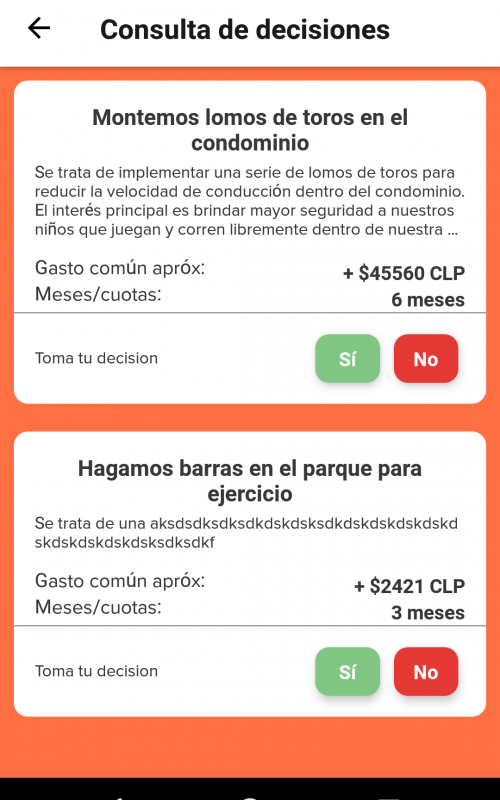 Consulta de decisiones
Montemos lomos de toros en el
condominio
Se trata de implementar una serie de lomos de toros para
reducir la velocidad de conducción dentro del condominio.
El interés principal es brindar mayor seguridad a nuestros
niños que juegan y corren libremente dentro de nuestra ...
Gasto común apróx:
+ $45560 CLP
Meses/cuotas:
6 meses
Toma tu decision
Sí
No
Hagamos barras en el parque para
ejercicio
Se trata de una aksdsdksdksdkdskdsksdkdskdskdskdskd
skdskdskdskdsksdksdkf
Gasto común apróx:
+ $2421 CLP
Meses/cuotas:
3 meses
Toma tu decision
Sí
No